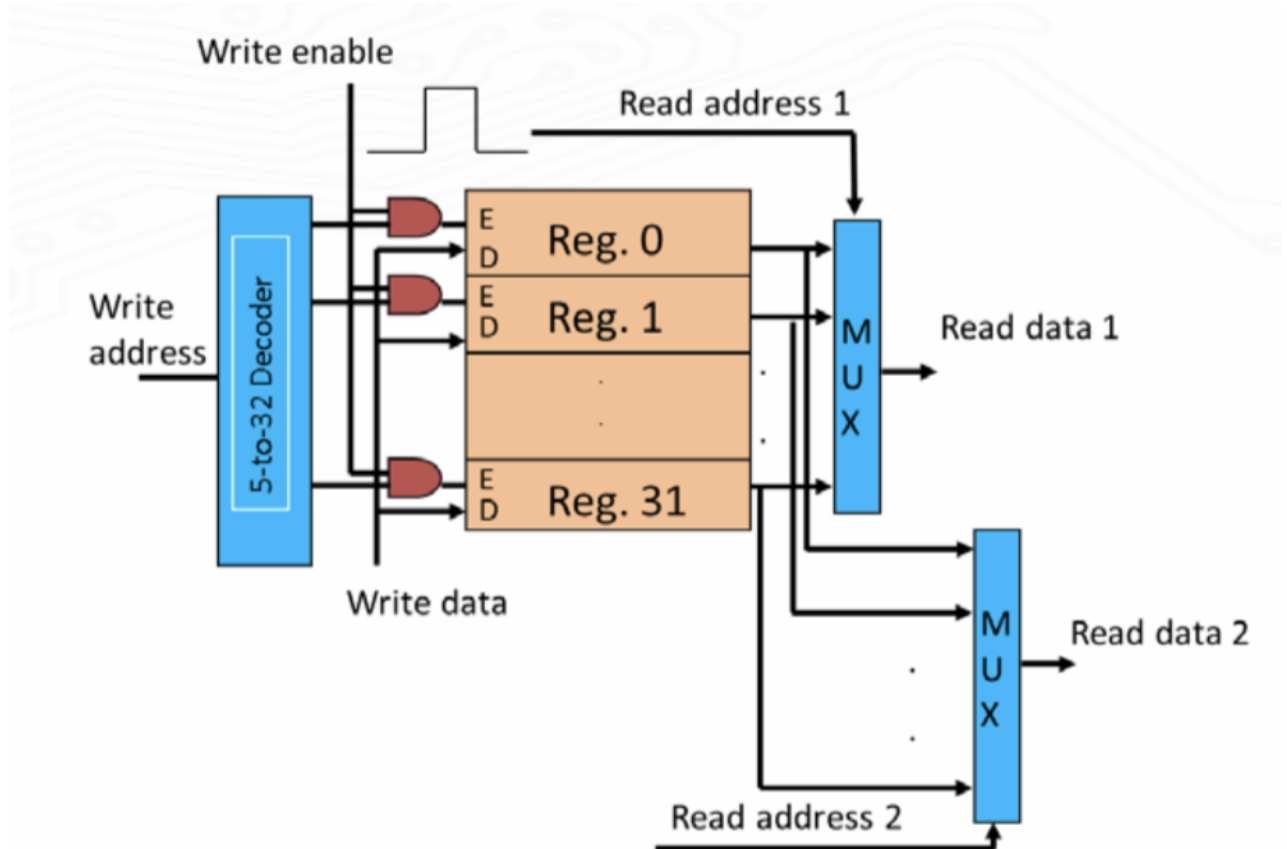 Write enable
Read address 1
E
Reg. 0
D
E
Reg. 1
D
Write
address
5-to-32 Decoder
M
U
X
Read data 1
E
Reg. 31
D
Write data
M
U
X
Read data 2
Read address 2